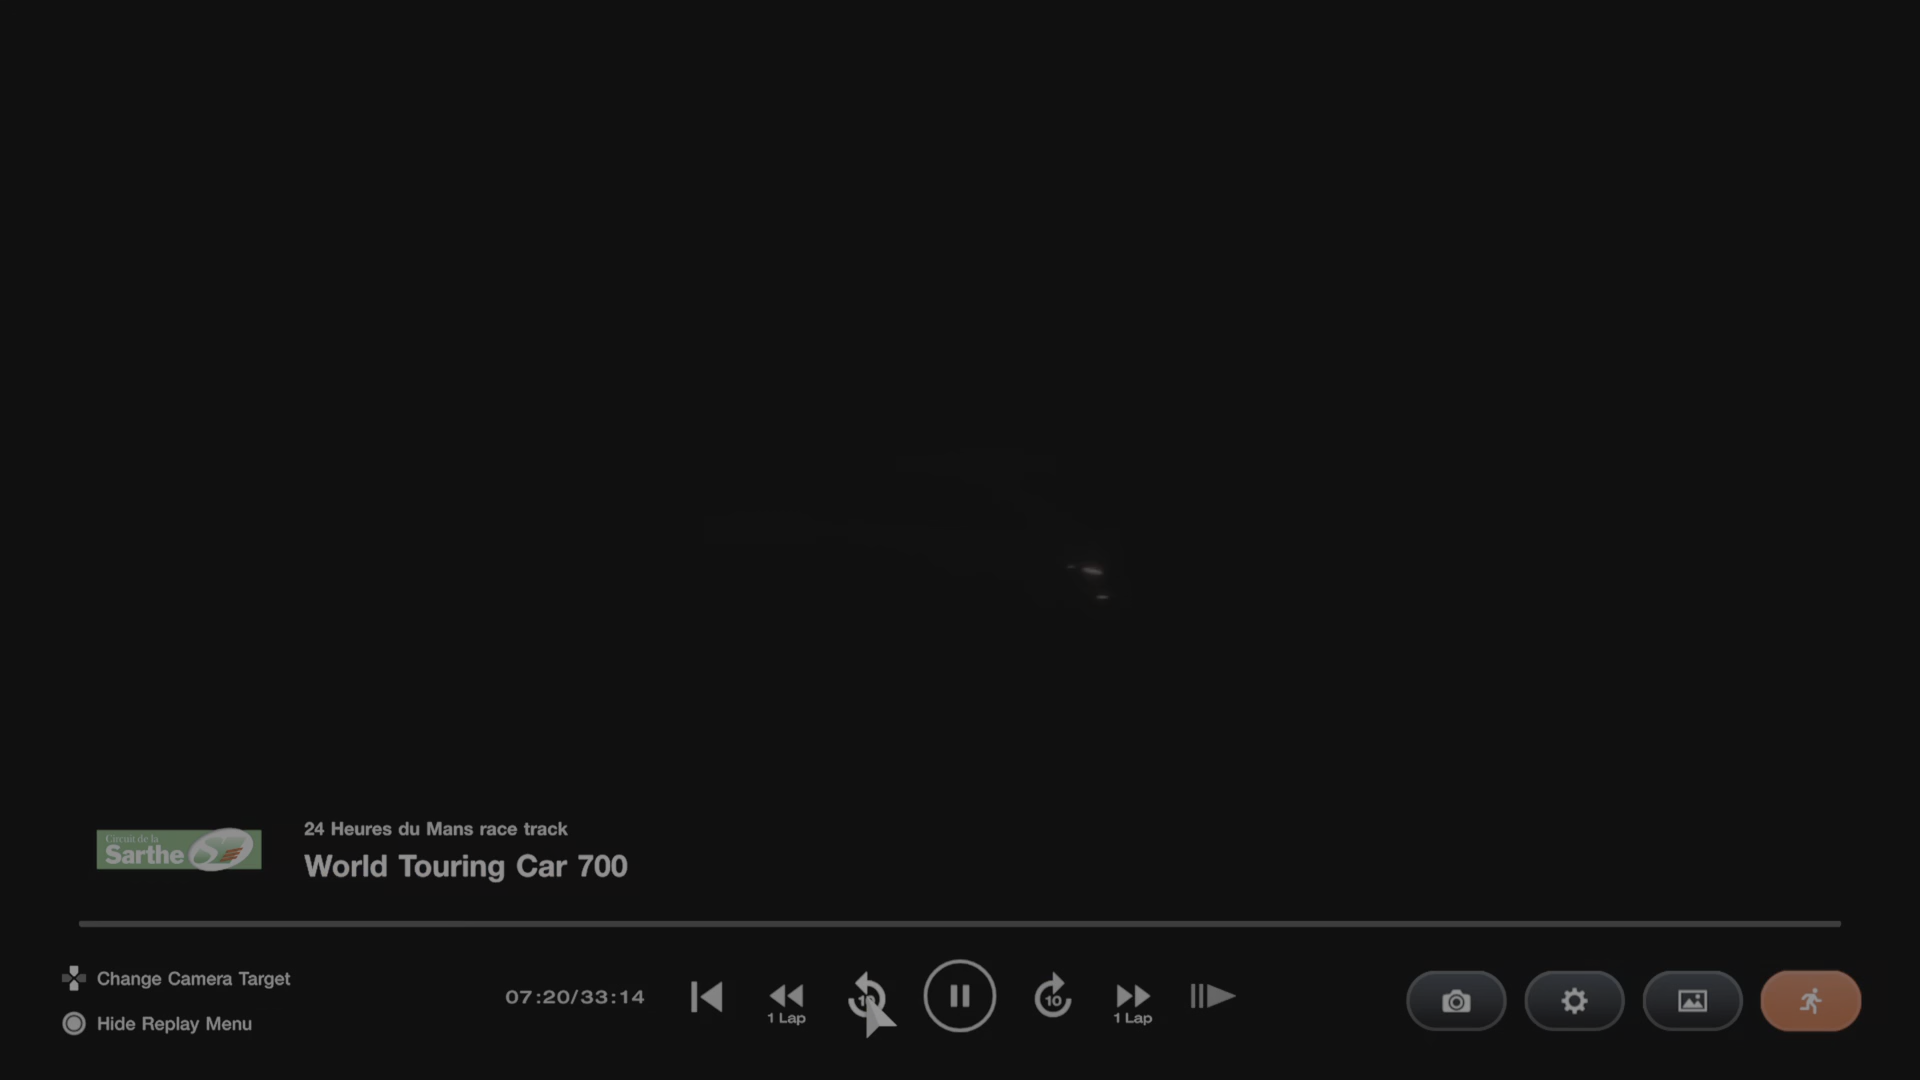 24 Heures du Mans race track
Circuit de la
Sarthe
World Touring Car 700
Change Camera Target
Hide Replay Menu
07:20/33:14
1 Lap
10
10
1 Lap